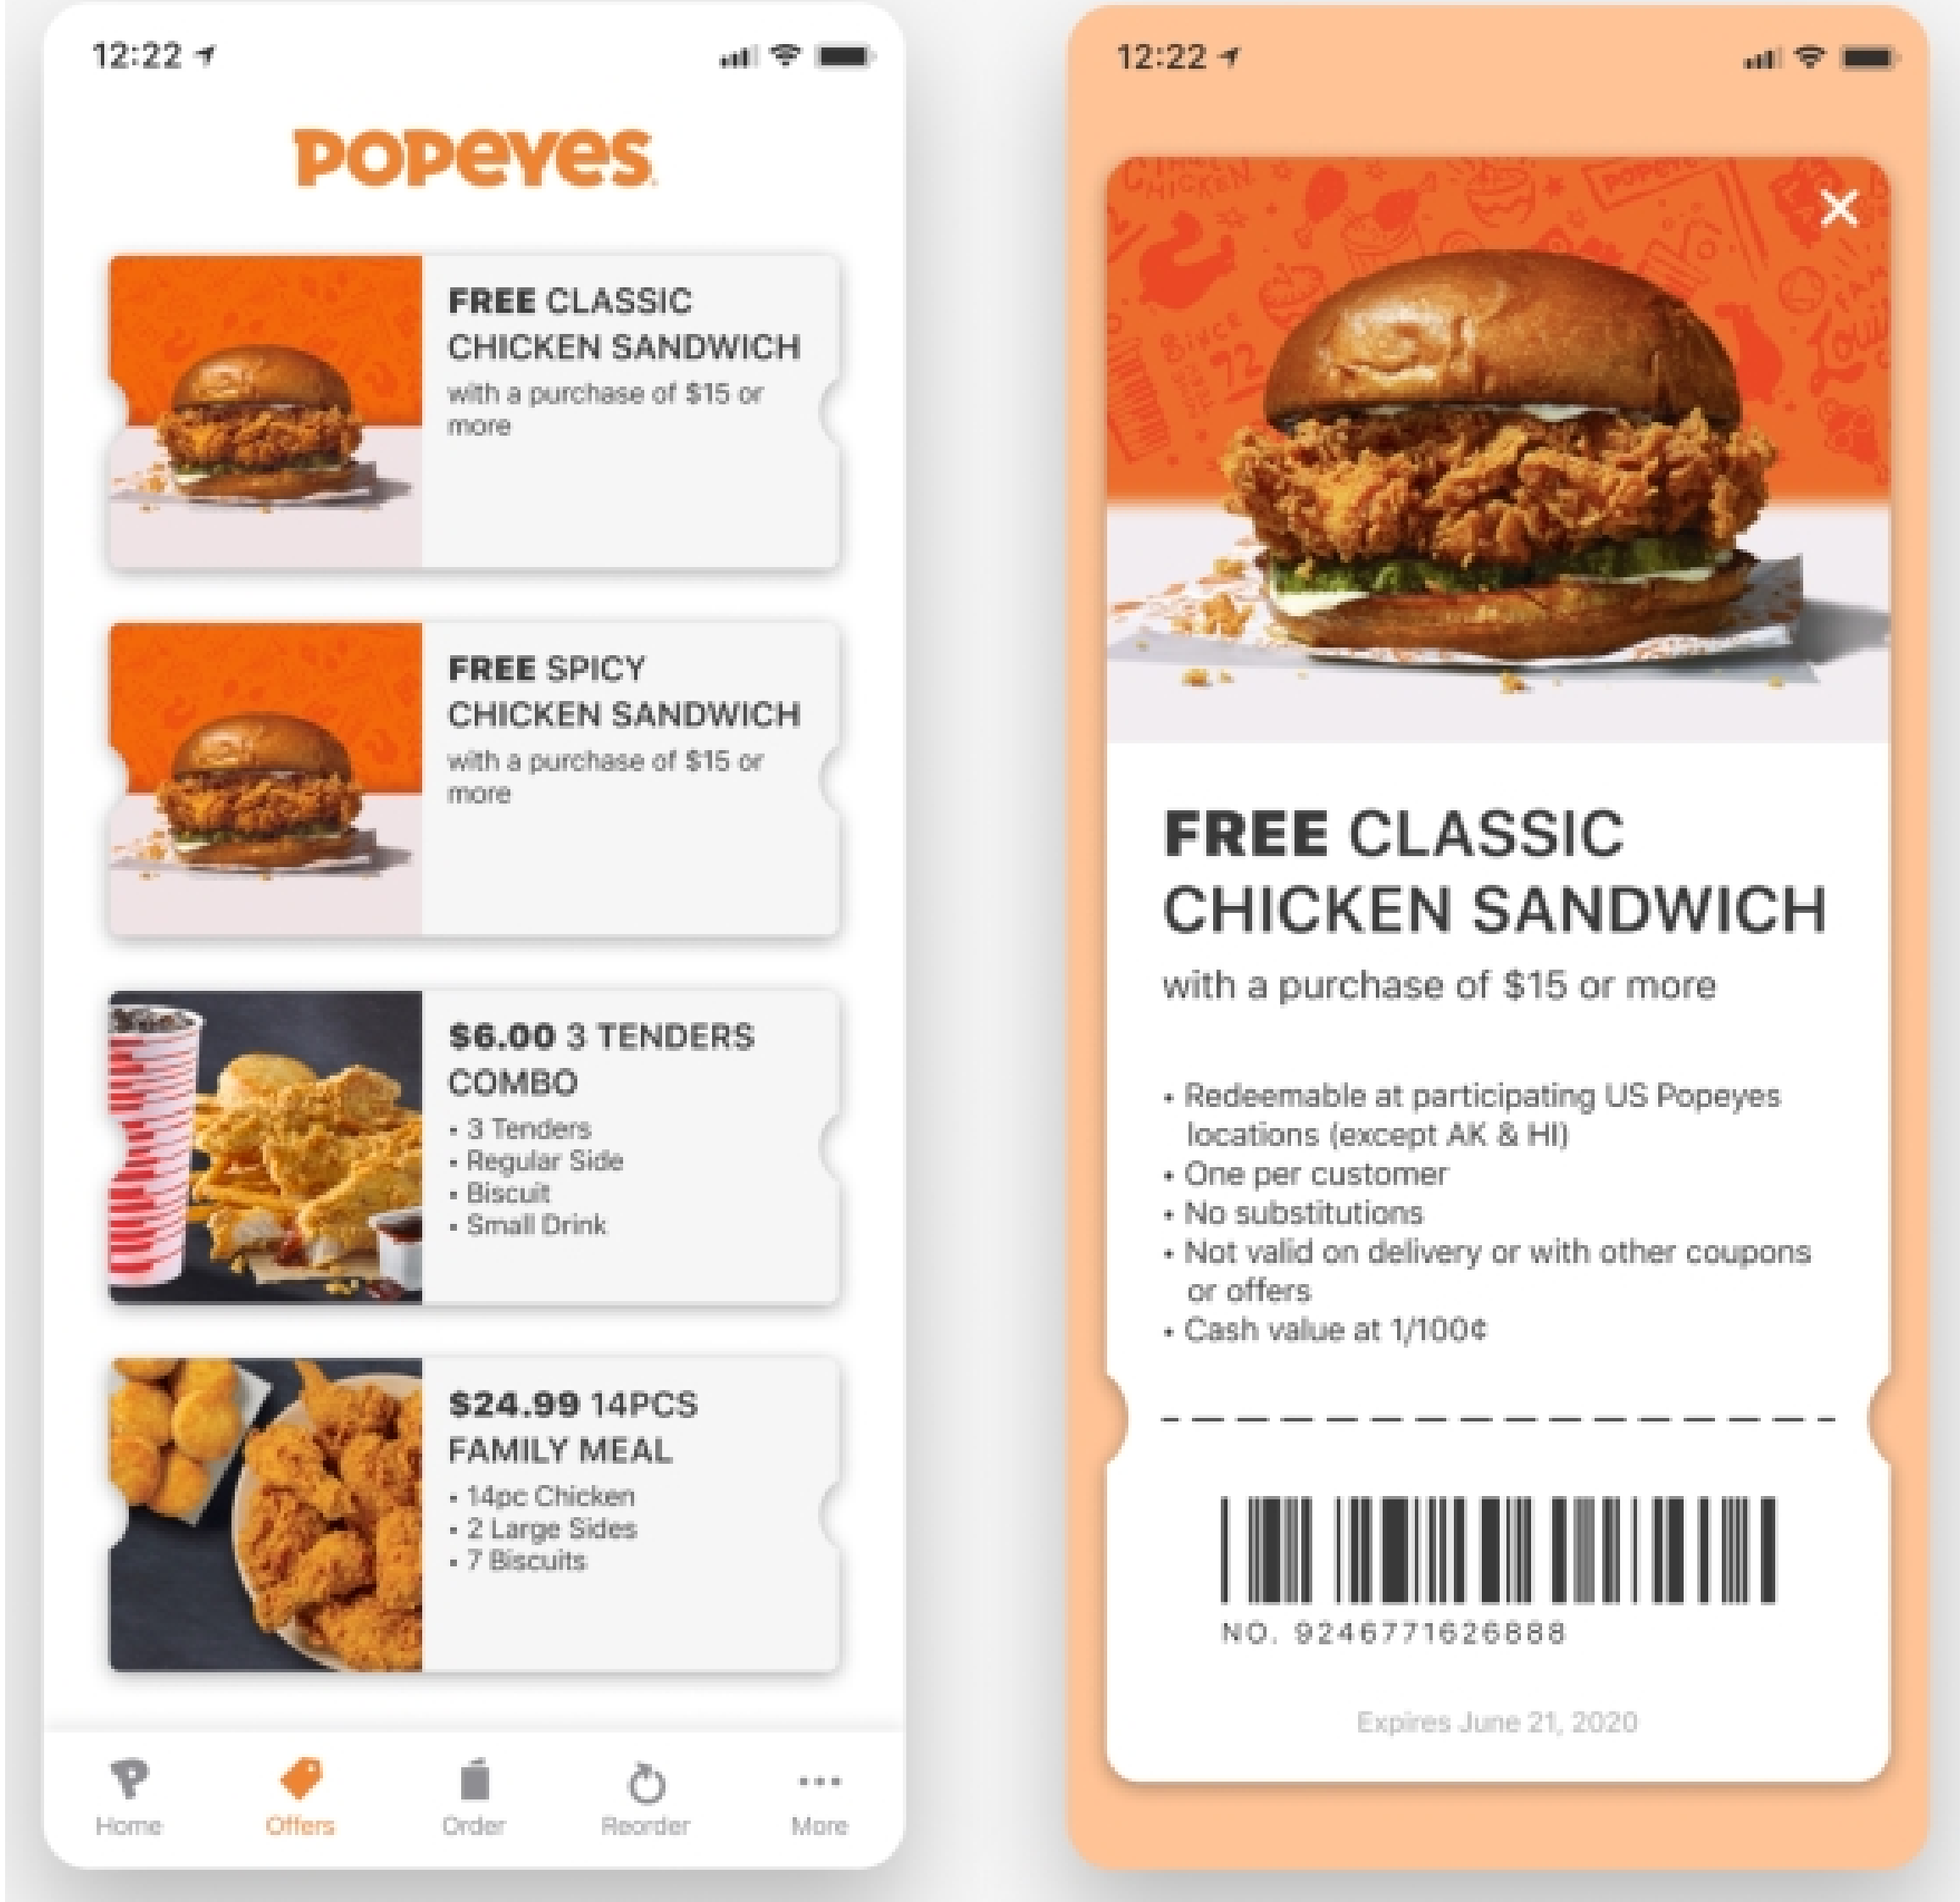 12:22
POPEYES
FREE CLASSIC
CHICKEN SANDWICH
with a purchase of $15 or
more
FREE SPICY
CHICKEN SANDWICH
with a purchase of $15 or
more
$6.00 3 TENDERS
COMBO
• 3 Tenders
• Regular Side
• Biscuit
• Small Drink
$24.99 14PCS
FAMILY MEAL
• 14pc Chicken
• 2 Large Sides
• 7 Biscuits
Home
Offers
Order
Reorder
More
12:22
CHICKEN
POPEYES
SINCE
72
FREE CLASSIC
CHICKEN SANDWICH
with a purchase of $15 or more
• Redeemable at participating US Popeyes
locations (except AK & HI)
• One per customer
• No substitutions
• Not valid on delivery or with other coupons
or offers
• Cash value at 1/100¢
NO. 9246771626888
Expires June 21, 2020